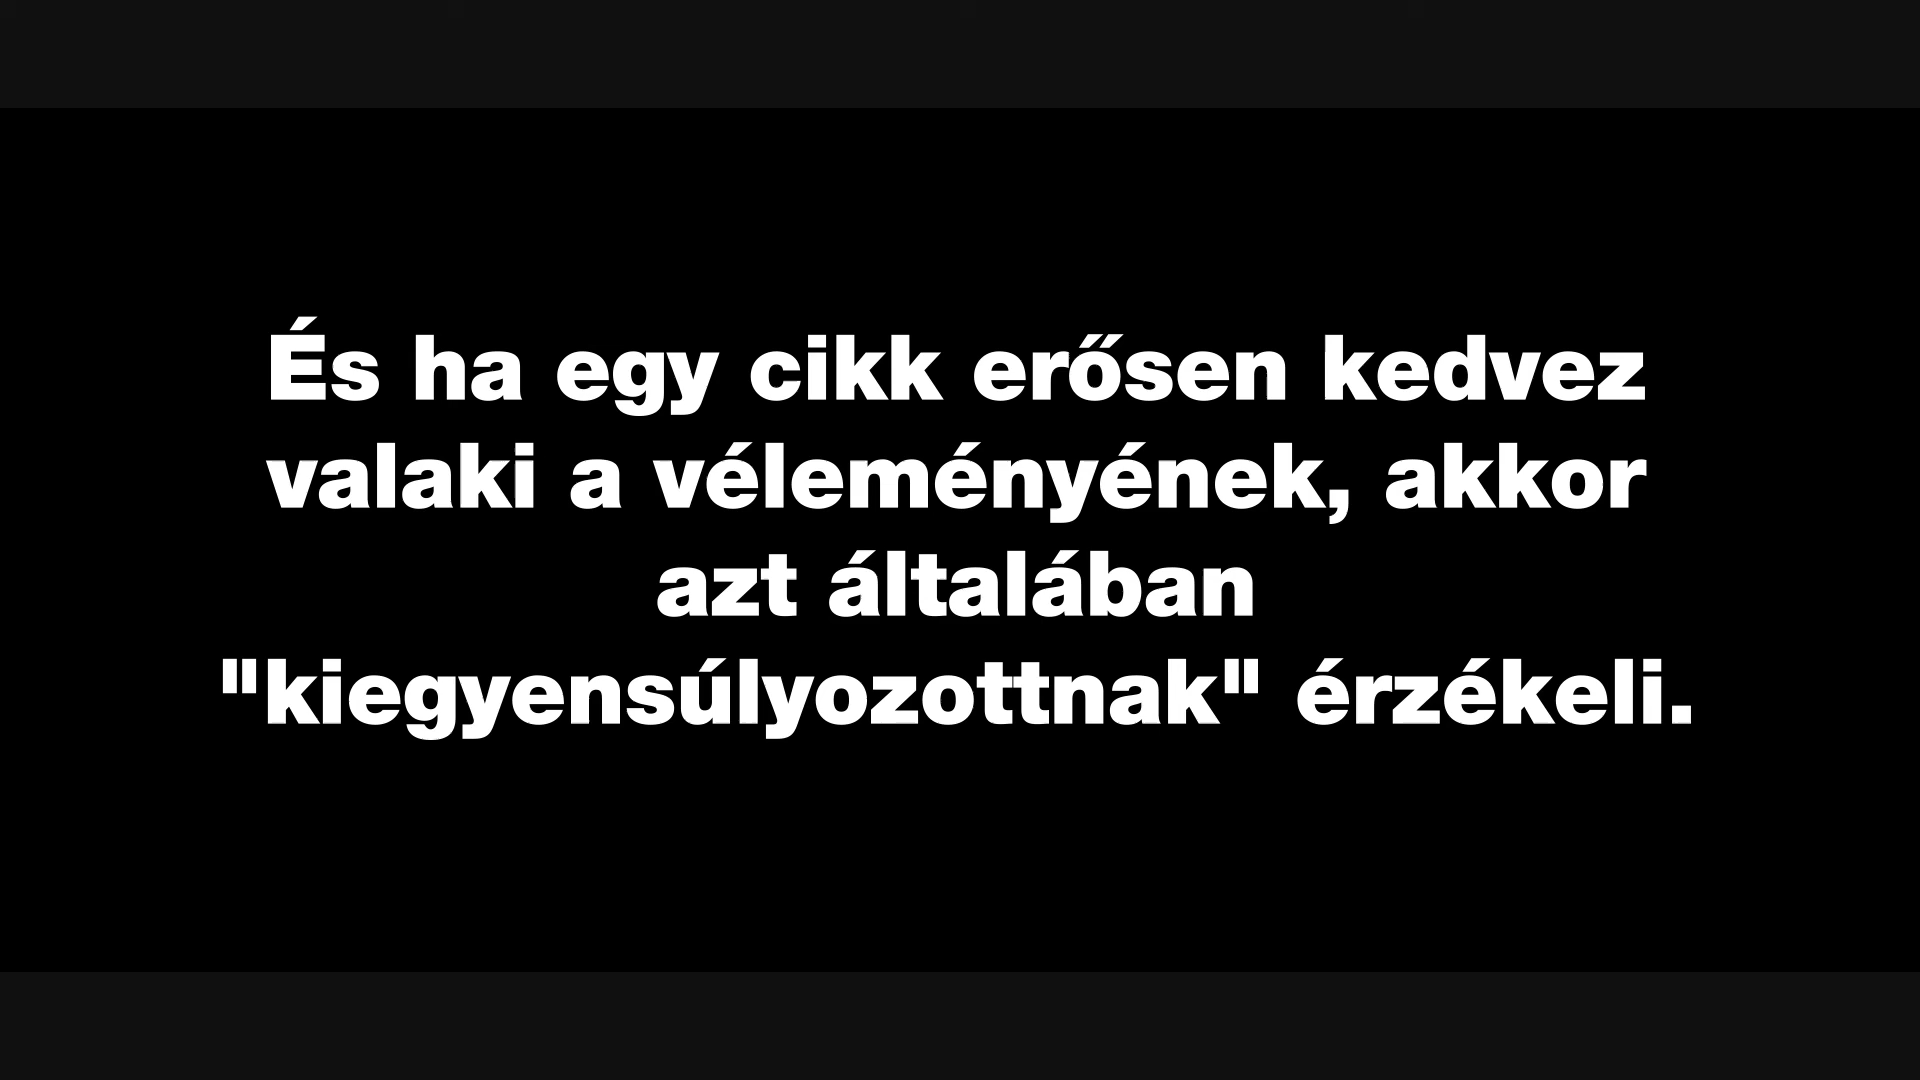 És ha egy cikk erősen kedvez
valaki a véleményének, akkor
azt általában
"kiegyensúlyozottnak" érzékeli.